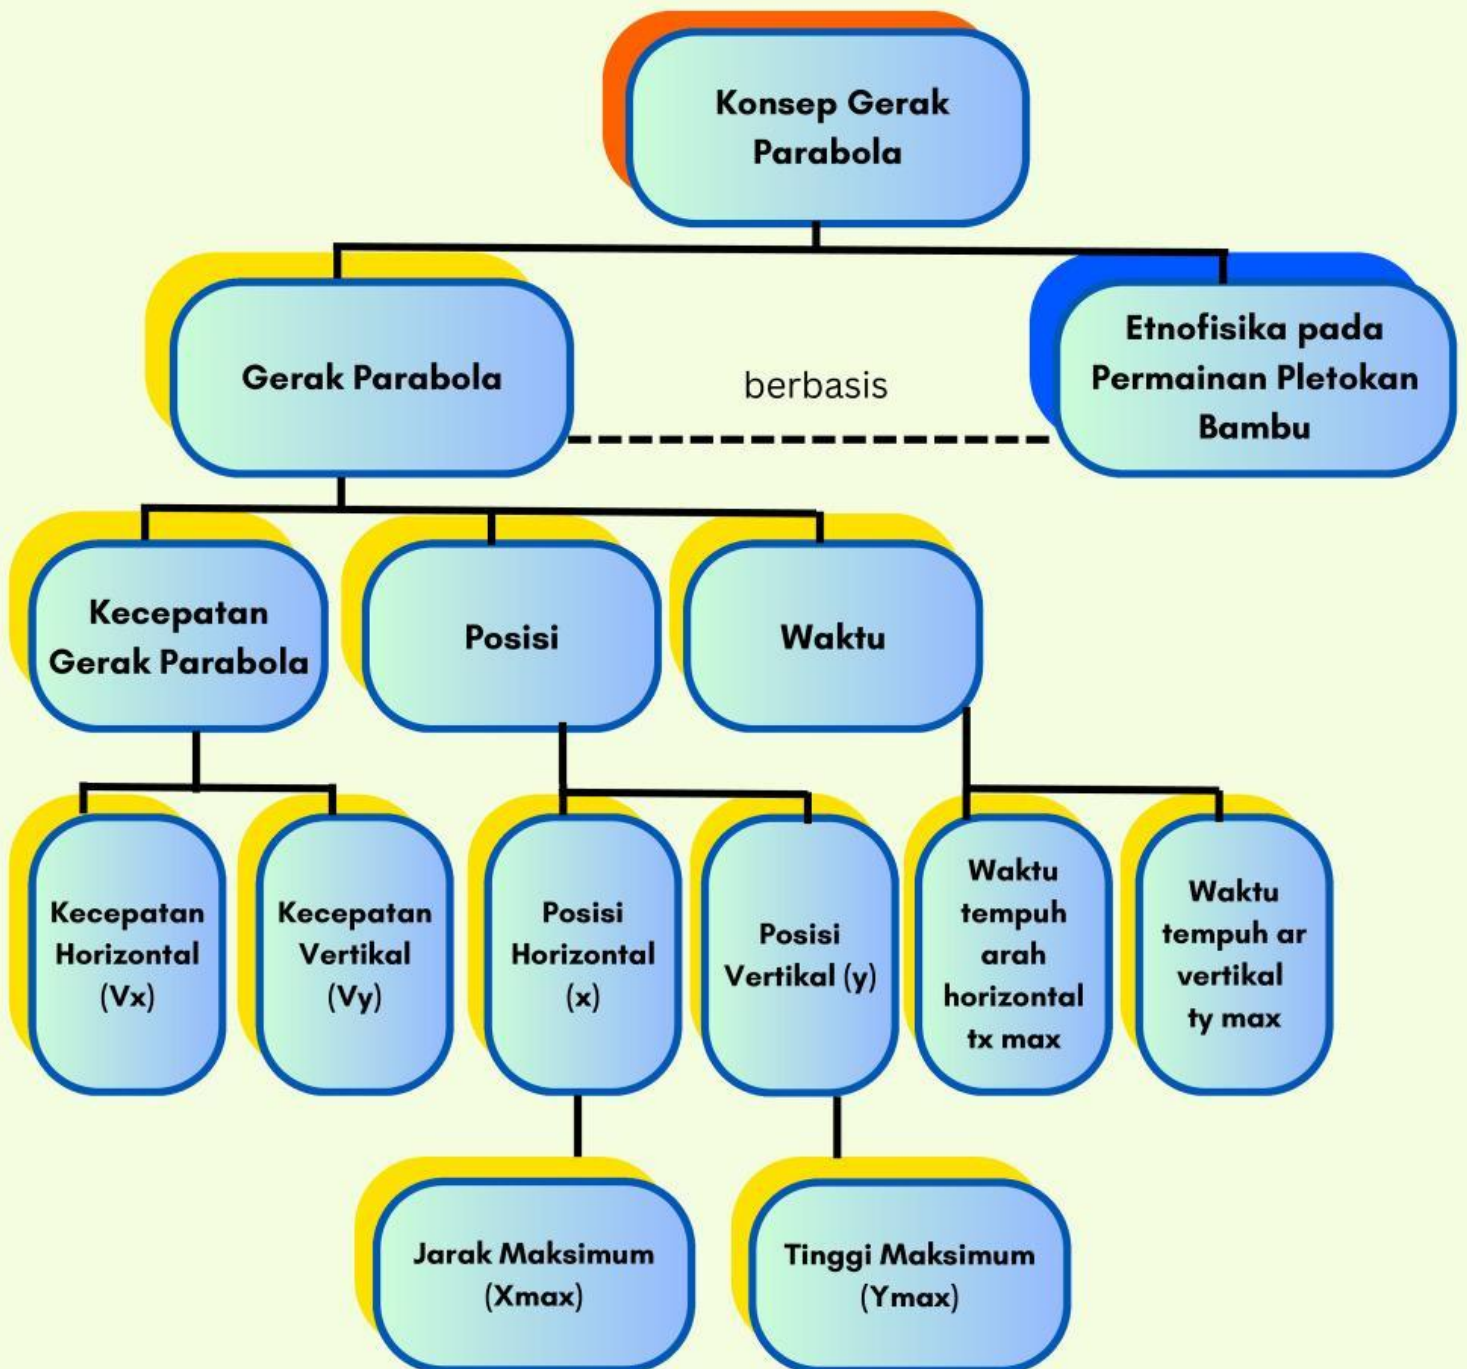 Konsep Gerak
Parabola
Gerak Parabola
berbasis
Etnofisika pada
Permainan Pletokan
Bambu
Kecepatan
Gerak Parabola
Posisi
Waktu
Kecepatan
Horizontal
(Vx)
Kecepatan
Vertikal
(Vy)
Posisi
Horizontal
(x)
Posisi
Vertikal (y)
Waktu
tempuh
arah
horizontal
tx max
Waktu
tempuh ar
vertikal
ty max
Jarak Maksimum
(Xmax)
Tinggi Maksimum
(Ymax)